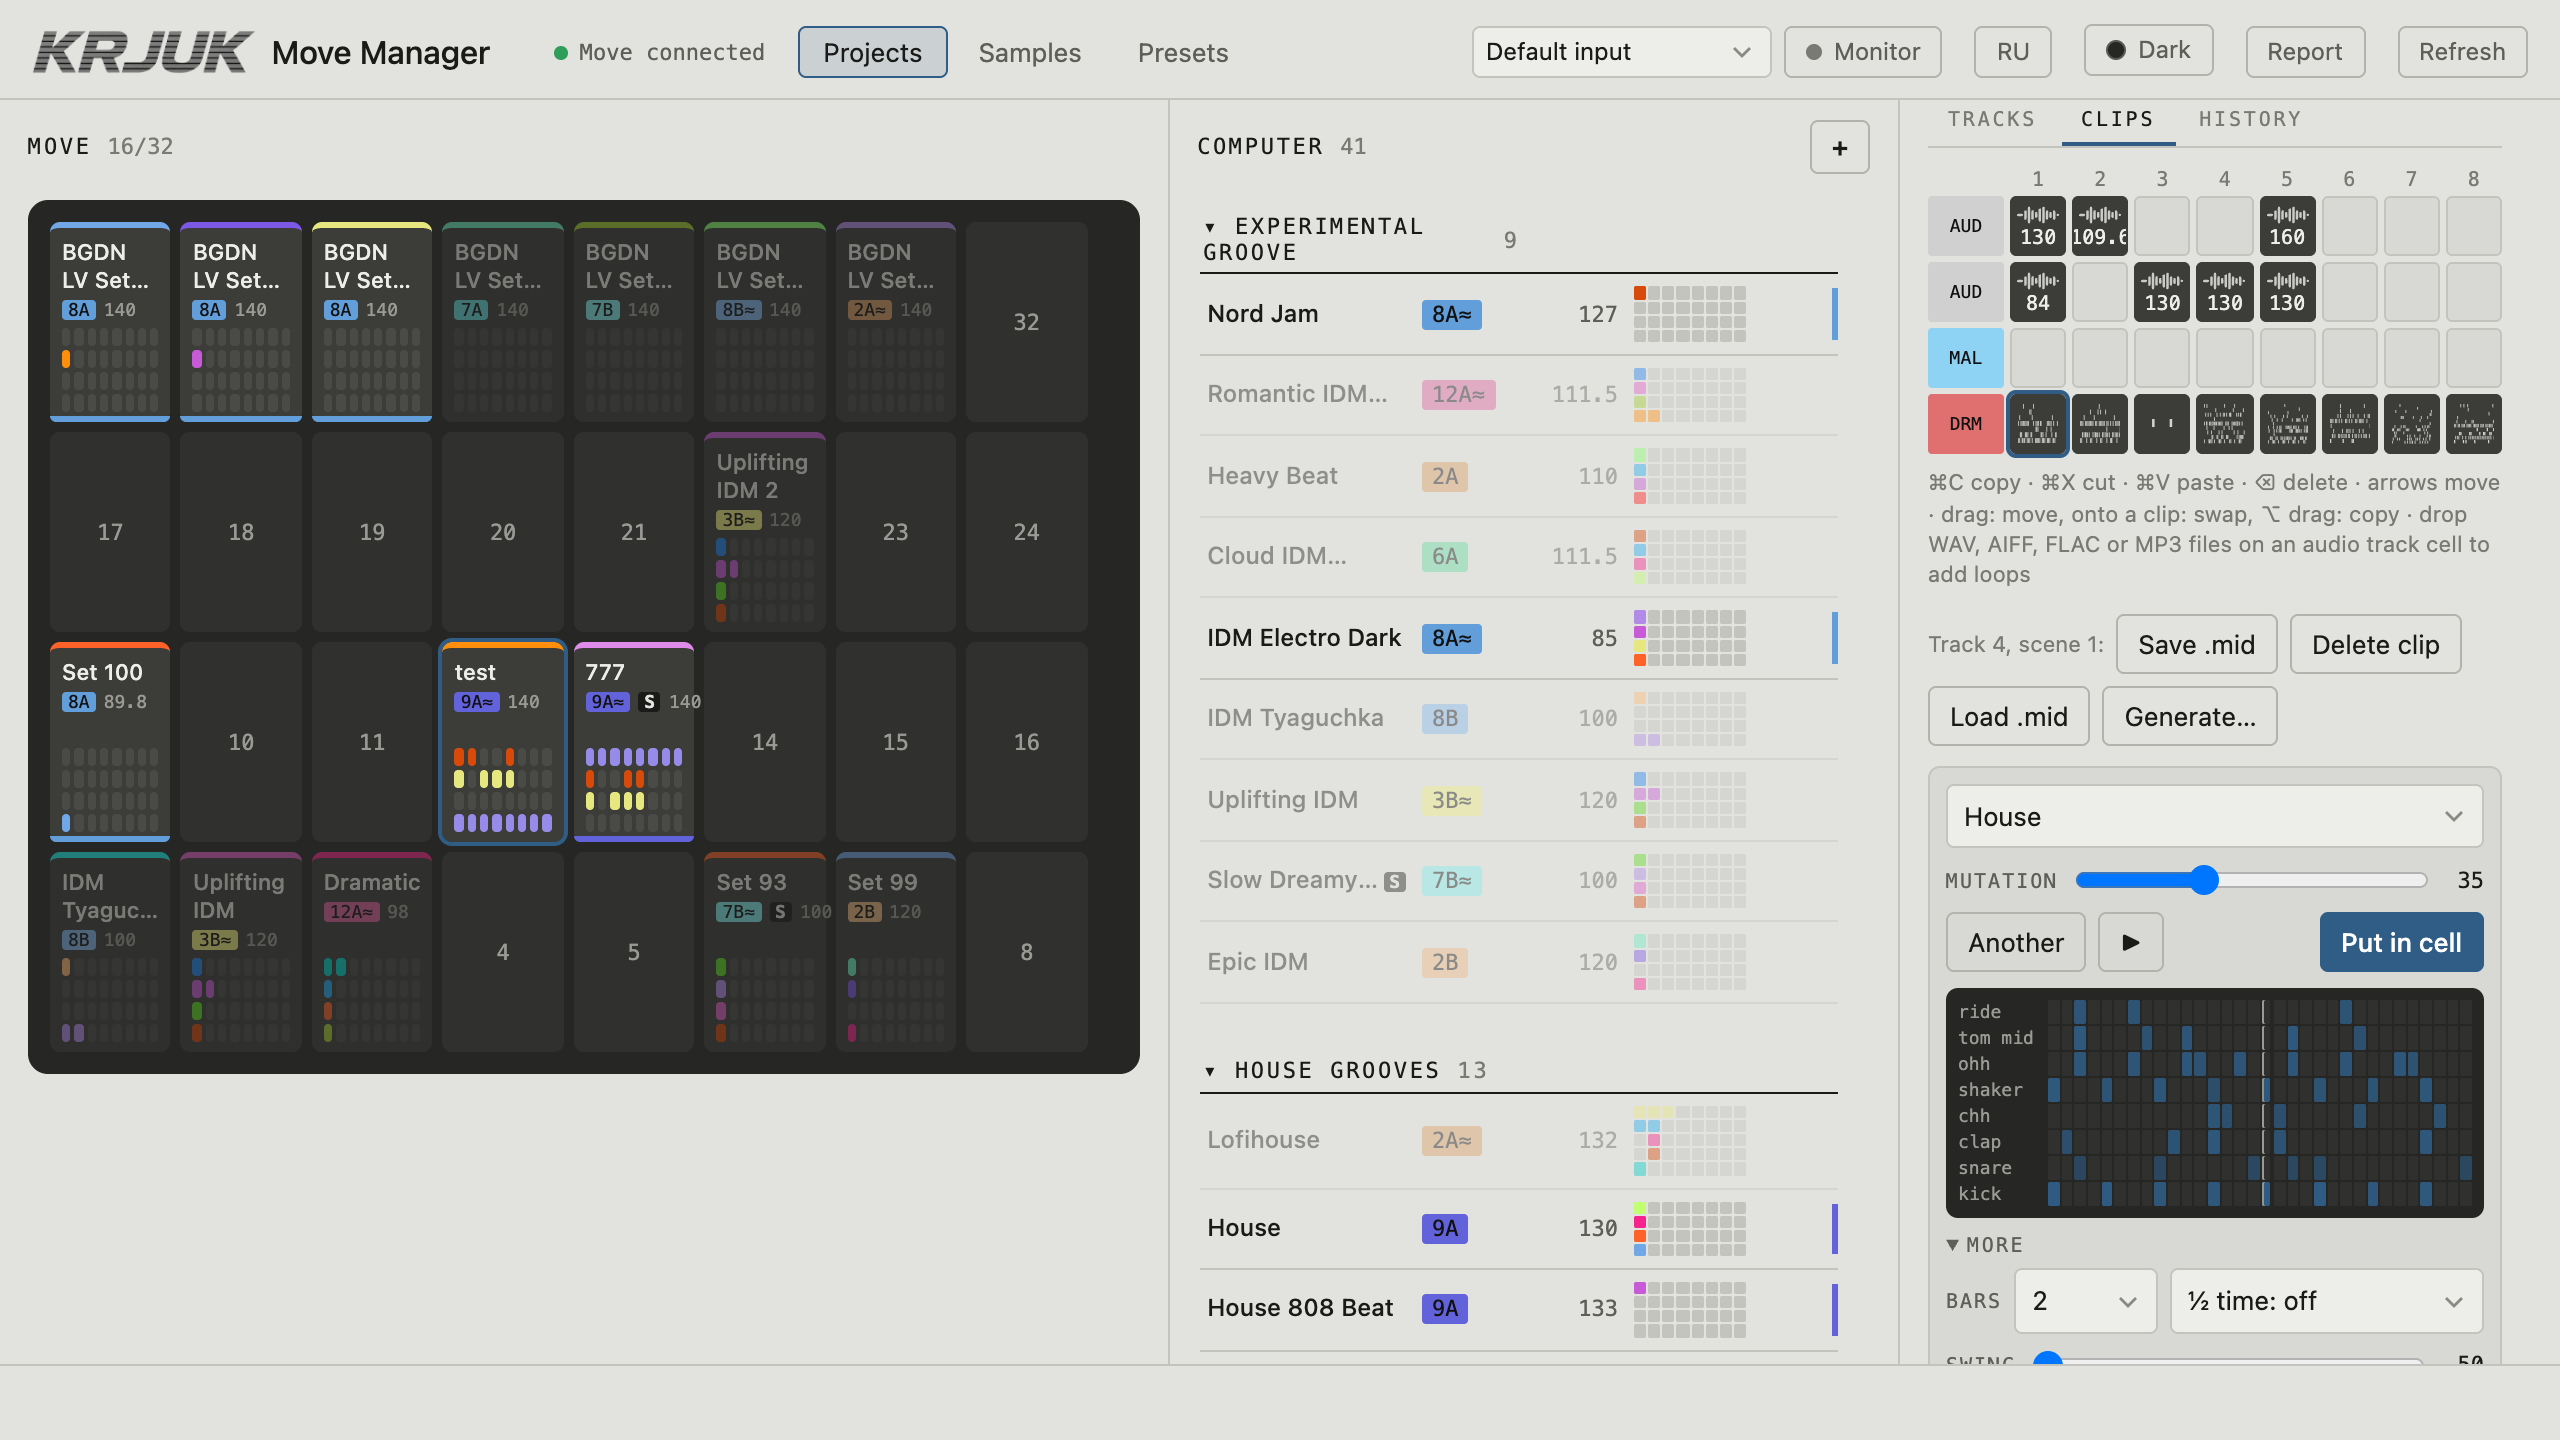 KRJUK Move Manager
Move connected
Projects
Samples
Presets
Default input
Monitor
RU
Dark
Report
Refresh
MOVE 16/32
BGDN
LV Set...
8A 140
BGDN
LV Set...
8A 140
BGDN
LV Set...
8A 140
BGDN
LV Set...
7A 140
BGDN
LV Set...
7B 140
BGDN
LV Set...
8B≈ 140
BGDN
LV Set...
2A≈ 140
32
17
18
19
20
21
Uplifting
IDM 2
3B≈ 120
23
24
Set 100
8A 89.8
10
11
test
9A≈ 140
777
9A≈ S 140
14
15
16
IDM
Tyaguc...
8B 100
Uplifting
IDM
3B≈ 120
Dramatic
12A≈ 98
4
5
Set 93
7B≈ S 100
Set 99
2B 120
8
COMPUTER 41
+
▼ EXPERIMENTAL
GROOVE 9
Nord Jam 8A≈ 127
Romantic IDM... 12A≈ 111.5
Heavy Beat 2A 110
Cloud IDM... 6A 111.5
IDM Electro Dark 8A≈ 85
IDM Tyaguchka 8B 100
Uplifting IDM 3B≈ 120
Slow Dreamy... S 7B≈ 100
Epic IDM 2B 120
▼ HOUSE GROOVES 13
Lofihouse 2A≈ 132
House 9A 130
House 808 Beat 9A 133
TRACKS
CLIPS
HISTORY
1 2 3 4 5 6 7 8
AUD 130 109.6 160
AUD 84 130 130 130
MAL
DRM
⌘C copy · ⌘X cut · ⌘V paste · ⌫ delete · arrows move
· drag: move, onto a clip: swap, ⌥ drag: copy · drop
WAV, AIFF, FLAC or MP3 files on an audio track cell to
add loops
Track 4, scene 1:
Save .mid
Delete clip
Load .mid
Generate...
House
MUTATION 35
Another
▶
Put in cell
ride
tom mid
ohh
shaker
chh
clap
snare
kick
▼ MORE
BARS 2
½ time: off
SWING 50